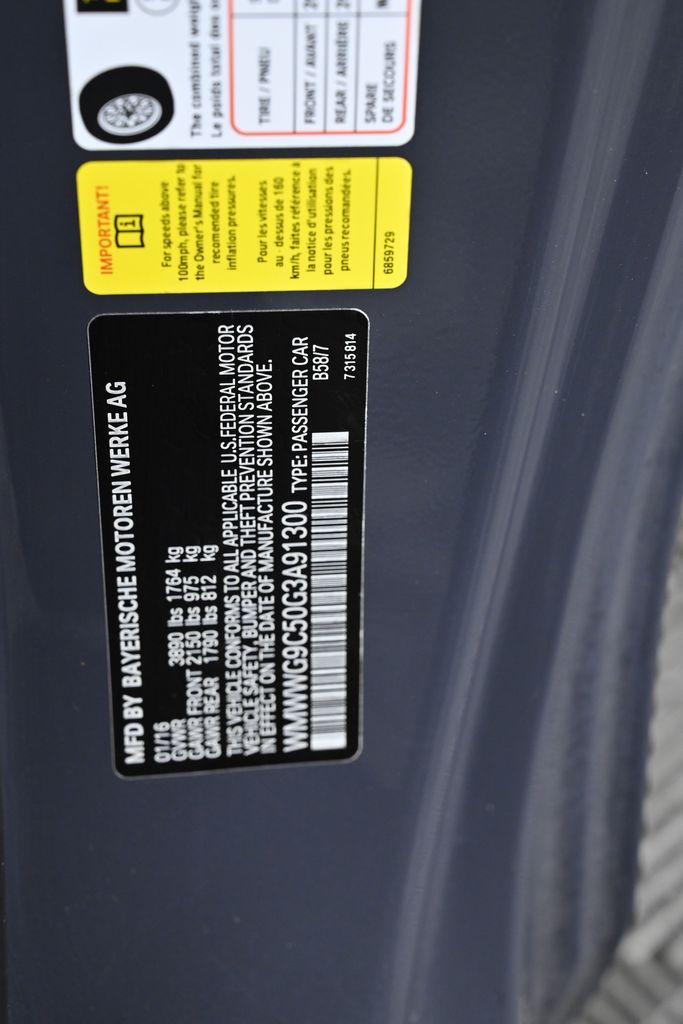 The combined weigh
Le poids total des
TIRE / PNEU
FRONT / AVANT
REAR / ARRIÈRE
SPARE
DE SECOURS
IMPORTANT!
For speeds above
100mph, please refer to
the Owner's Manual for
recomended tire
inflation pressures.
Pour les vitesses
au dessus de 160
km/h, faites référence à
la notice d'utilisation
pour les pressions des
pneus recomandées.
6859729
MFD BY BAYERISCHE MOTOREN WERKE AG
01/16
GVWR 3890 lbs 1764 kg
GAWR FRONT 2150 lbs 975 kg
GAWR REAR 1790 lbs 812 kg
THIS VEHICLE CONFORMS TO ALL APPLICABLE U.S.FEDERAL MOTOR
VEHICLE SAFETY, BUMPER AND THEFT PREVENTION STANDARDS
IN EFFECT ON THE DATE OF MANUFACTURE SHOWN ABOVE.
WMWWG9C50G3A91300 TYPE: PASSENGER CAR
B58/7
7315814